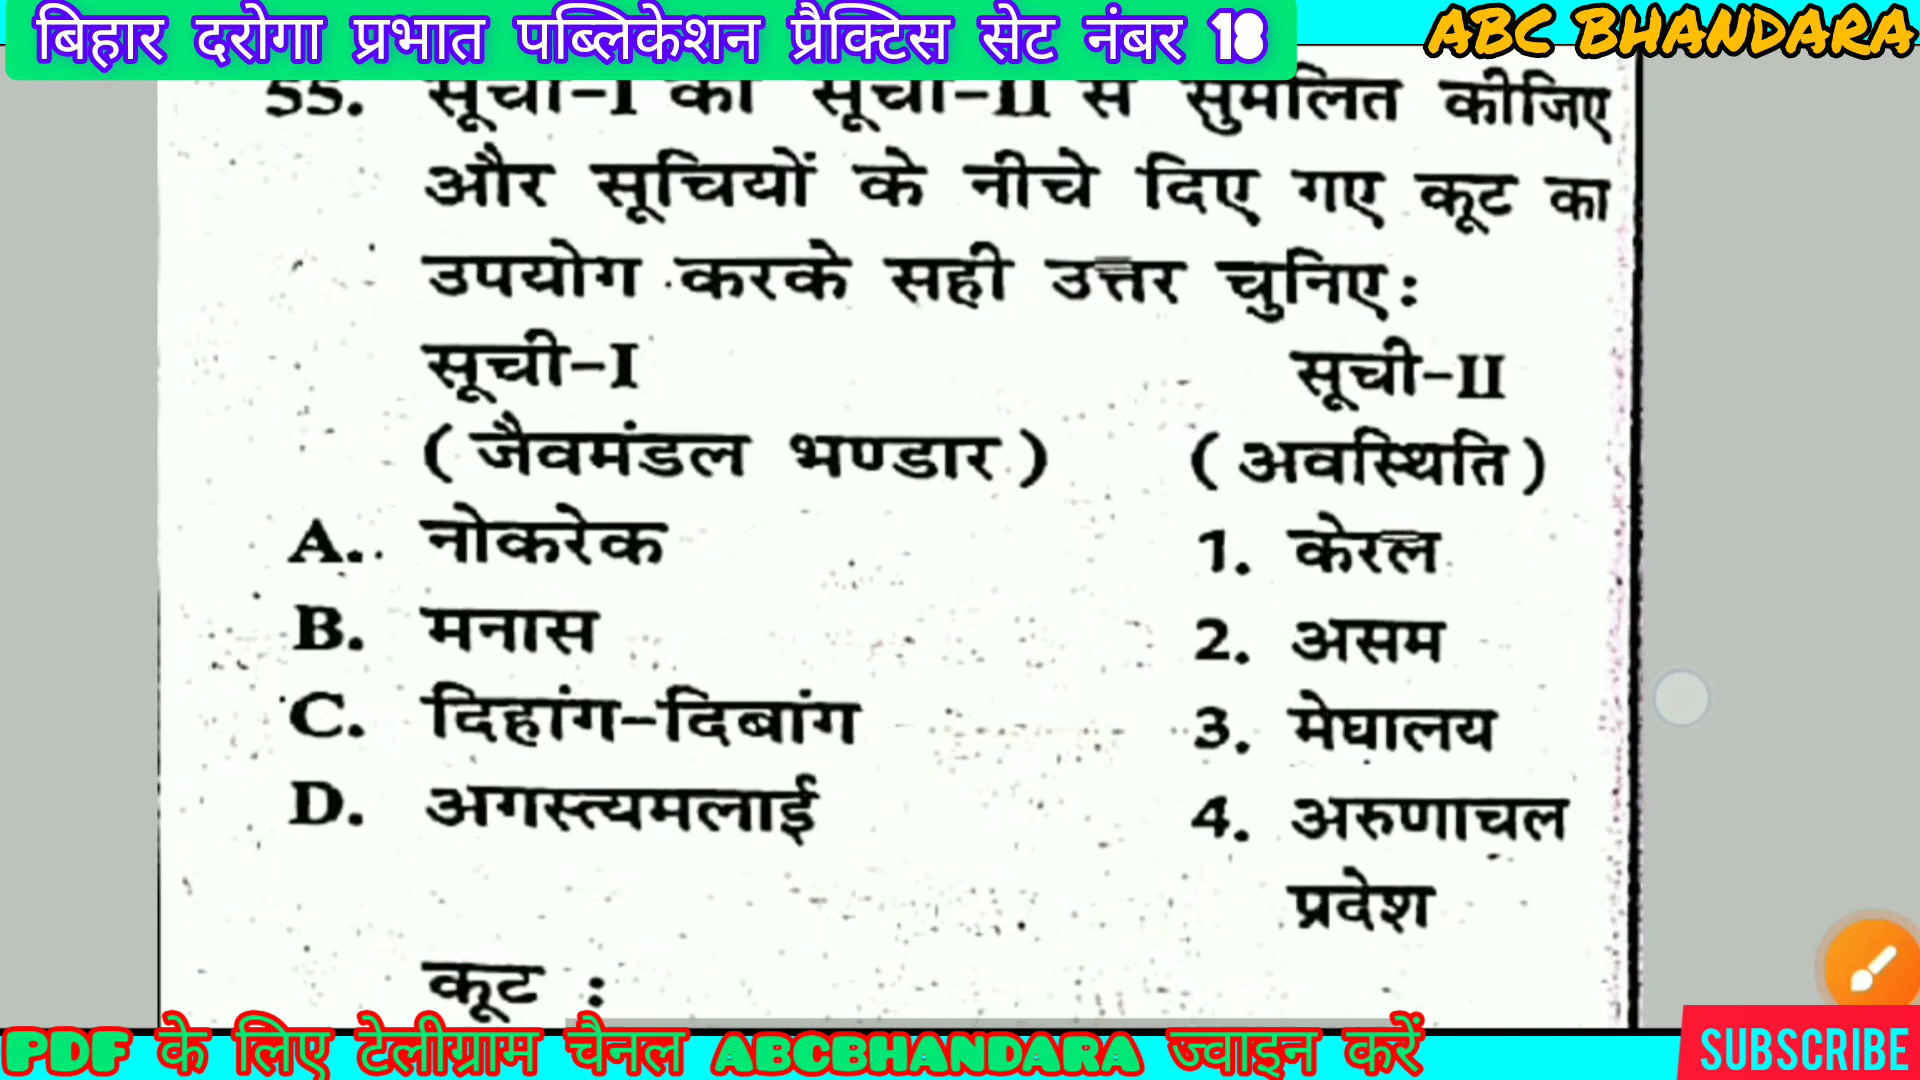 बिहार दरोगा प्रभात पब्लिकेशन प्रैक्टिस सेट नंबर 18
ABC BHANDARA
55. सूची-I को सूची-II से सुमेलित कीजिए
और सूचियों के नीचे दिए गए कूट का
उपयोग करके सही उत्तर चुनिए:
सूची-I सूची-II
(जैवमंडल भण्डार) (अवस्थिति)
A. नोकरेक 1. केरल
B. मनास 2. असम
C. दिहांग-दिबांग 3. मेघालय
D. अगस्त्यमलाई 4. अरुणाचल
प्रदेश
कूट :
PDF के लिए टेलीग्राम चैनल ABCBHANDARA ज्वाइन करें
SUBSCRIBE